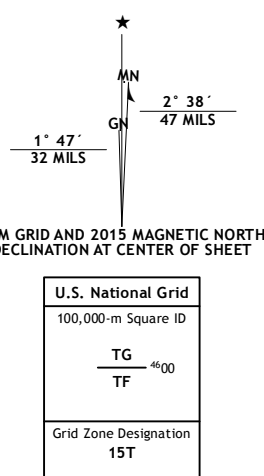 ★
MN
2° 38´
47 MILS
GN
1° 47´
32 MILS
M GRID AND 2015 MAGNETIC NORTH
DECLINATION AT CENTER OF SHEET
U.S. National Grid
100,000-m Square ID
TG
4600
TF
Grid Zone Designation
15T